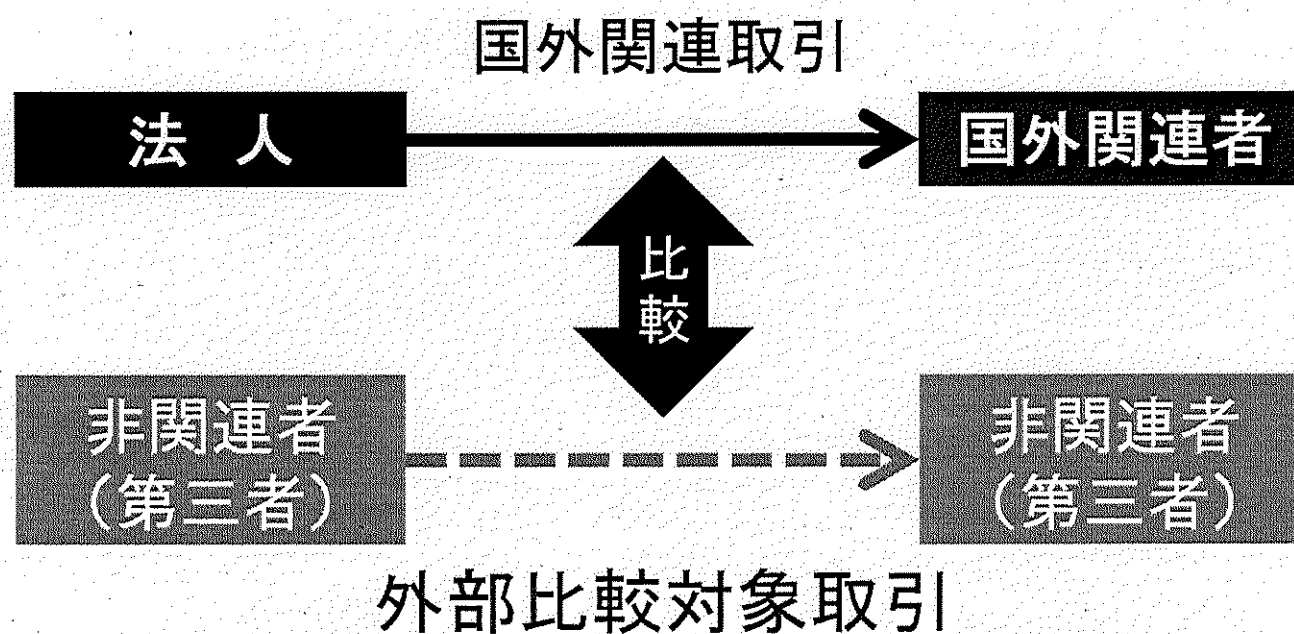 国外関連取引
法 人
国外関連者
比
較
非関連者
(第三者)
非関連者
(第三者)
外部比較対象取引